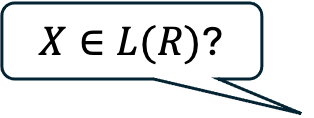 X ∈ L(R)?